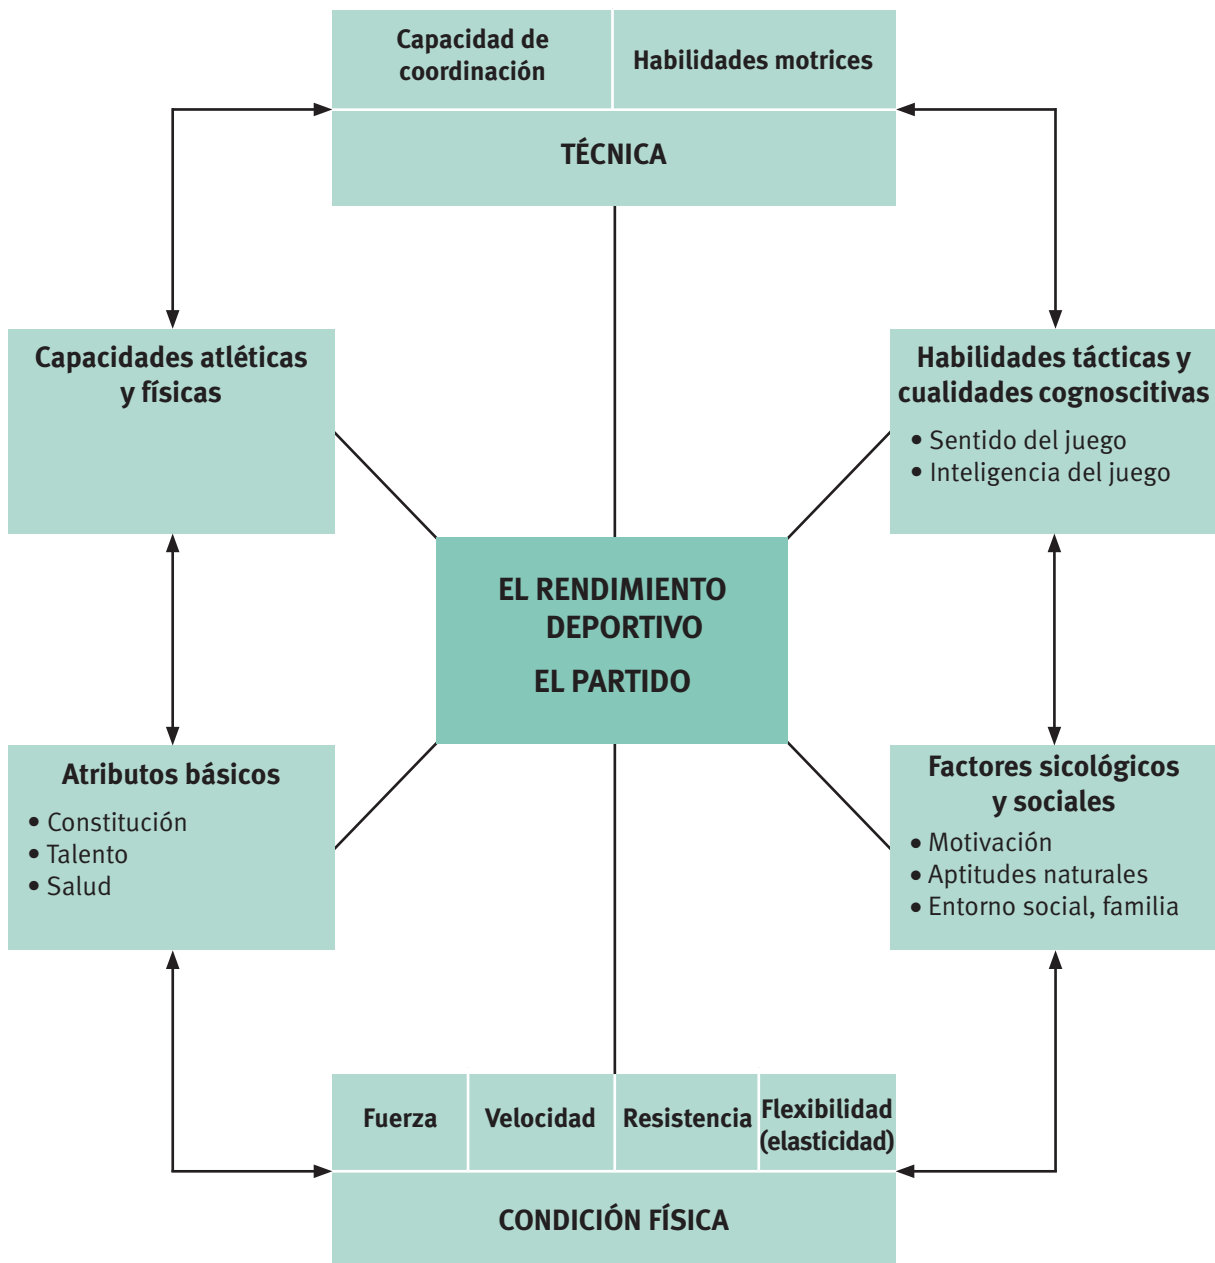 Capacidad de
coordinación
Habilidades motrices
TÉCNICA
Capacidades atléticas
y físicas
Habilidades tácticas y
cualidades cognoscitivas
• Sentido del juego
• Inteligencia del juego
EL RENDIMIENTO
DEPORTIVO
EL PARTIDO
Atributos básicos
• Constitución
• Talento
• Salud
Factores sicológicos
y sociales
• Motivación
• Aptitudes naturales
• Entorno social, familia
Fuerza
Velocidad
Resistencia
Flexibilidad
(elasticidad)
CONDICIÓN FÍSICA